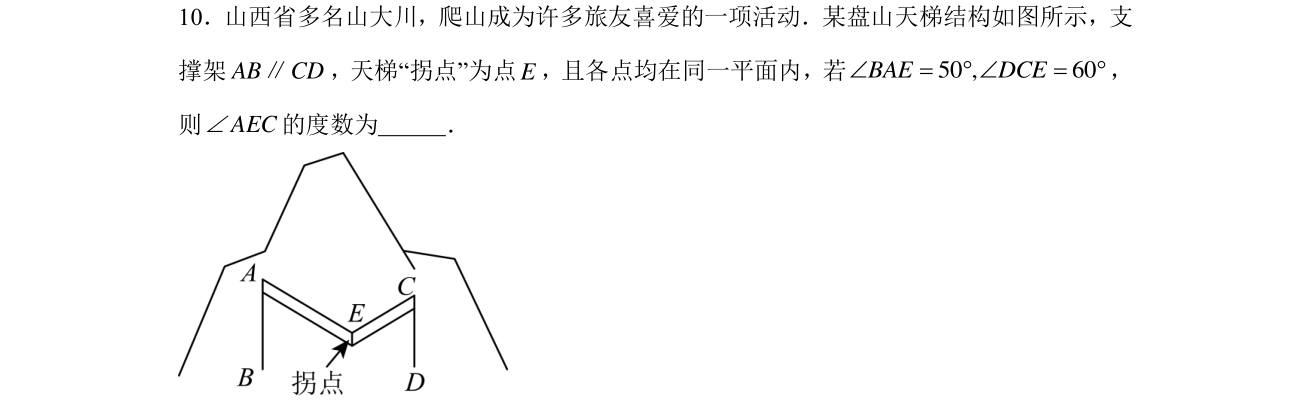 10．山西省多名山大川，爬山成为许多旅友喜爱的一项活动．某盘山天梯结构如图所示，支
撑架 AB∥CD，天梯“拐点”为点E，且各点均在同一平面内，若∠BAE＝50°,∠DCE＝60°，
则∠AEC的度数为______．
A
C
E
B
拐点
D